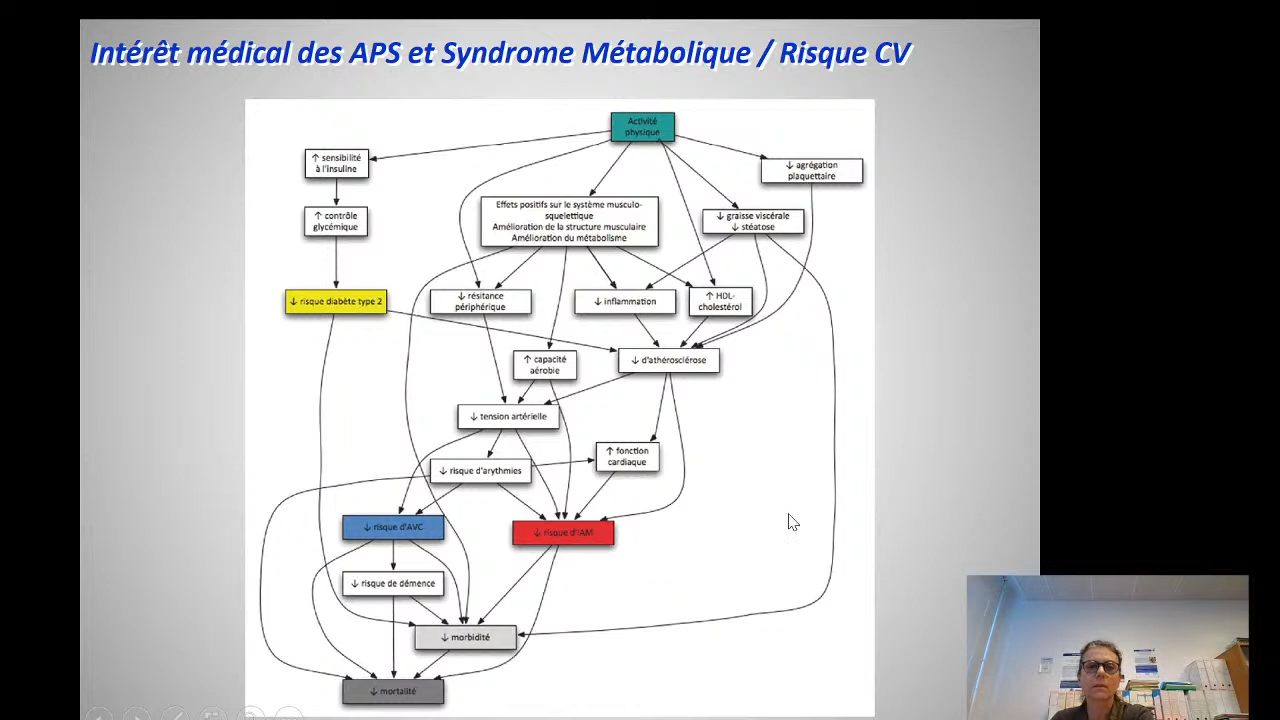 Intérêt médical des APS et Syndrome Métabolique / Risque CV
Activité
physique
↑ sensibilité
à l'insuline
↓ agrégation
plaquettaire
Effets positifs sur le système musculo-
squelettique
Amélioration de la structure musculaire
Amélioration du métabolisme
↑ contrôle
glycémique
↓ graisse viscérale
↓ stéatose
↓ risque diabète type 2
↓ résitance
périphérique
↓ inflammation
↑ HDL-
cholestérol
↑ capacité
aérobie
↓ d'athérosclérose
↓ tension artérielle
↑ fonction
cardiaque
↓ risque d'arythmies
↓ risque d'AVC
↓ risque d'IAM
↓ risque de démence
↓ morbidité
↓ mortalité